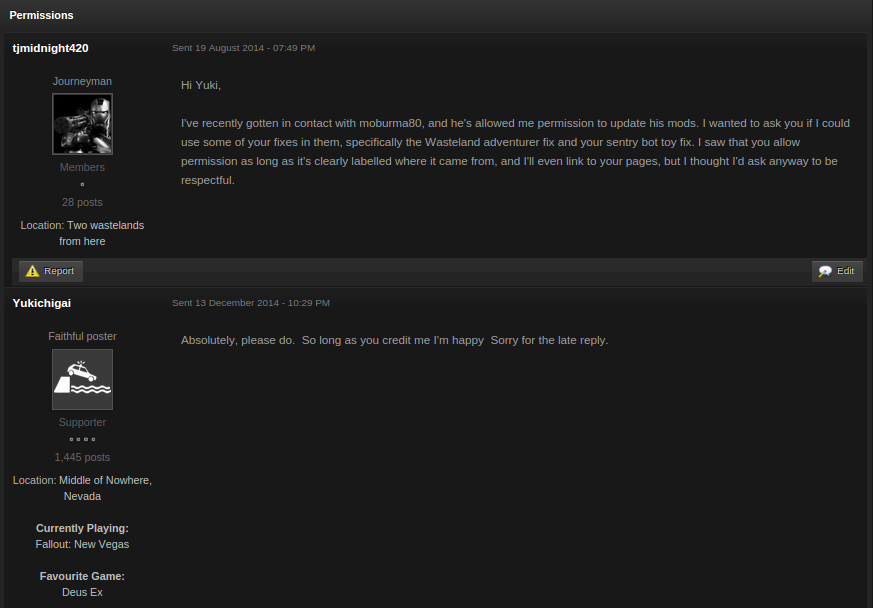 Permissions
tjmidnight420
Sent 19 August 2014 - 07:49 PM
Journeyman
Members
28 posts
Location: Two wastelands
from here
Hi Yuki,
I've recently gotten in contact with moburma80, and he's allowed me permission to update his mods. I wanted to ask you if I could
use some of your fixes in them, specifically the Wasteland adventurer fix and your sentry bot toy fix. I saw that you allow
permission as long as it's clearly labelled where it came from, and I'll even link to your pages, but I thought I'd ask anyway to be
respectful.
Report
Edit
Yukichigai
Sent 13 December 2014 - 10:29 PM
Faithful poster
Supporter
1,445 posts
Location: Middle of Nowhere,
Nevada
Currently Playing:
Fallout: New Vegas
Favourite Game:
Deus Ex
Absolutely, please do.  So long as you credit me I'm happy  Sorry for the late reply.